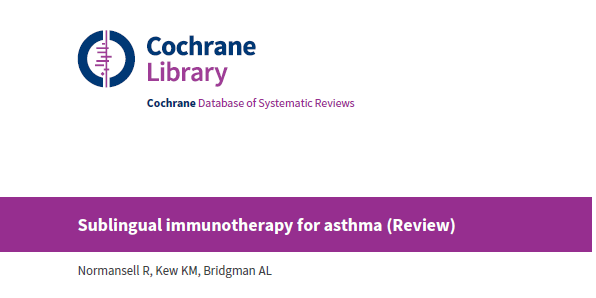 Cochrane
Library
Cochrane Database of Systematic Reviews
Sublingual immunotherapy for asthma (Review)
Normansell R, Kew KM, Bridgman AL